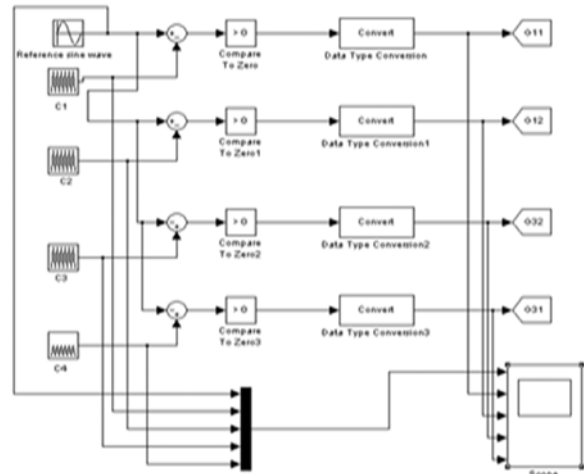 Reference sine wave
> 0
Compare
To Zero
Convert
Data Type Conversion
G11
C1
> 0
Compare
To Zero1
Convert
Data Type Conversion1
G12
C2
> 0
Compare
To Zero2
Convert
Data Type Conversion2
G32
C3
> 0
Compare
To Zero3
Convert
Data Type Conversion3
G31
C4